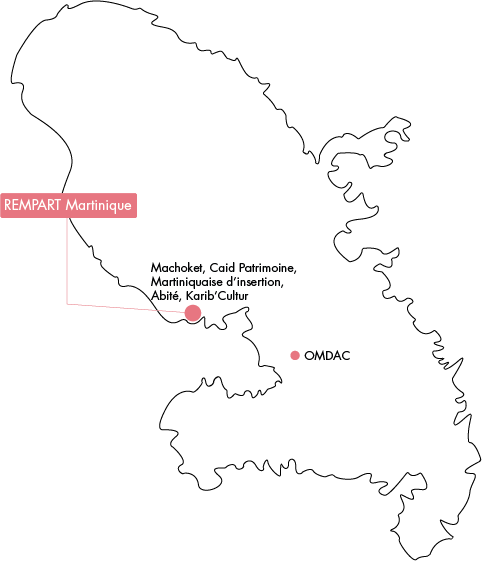 REMPART Martinique
Machoket, Caid Patrimoine,
Martiniquaise d’insertion,
Abité, Karib’Cultur
OMDAC